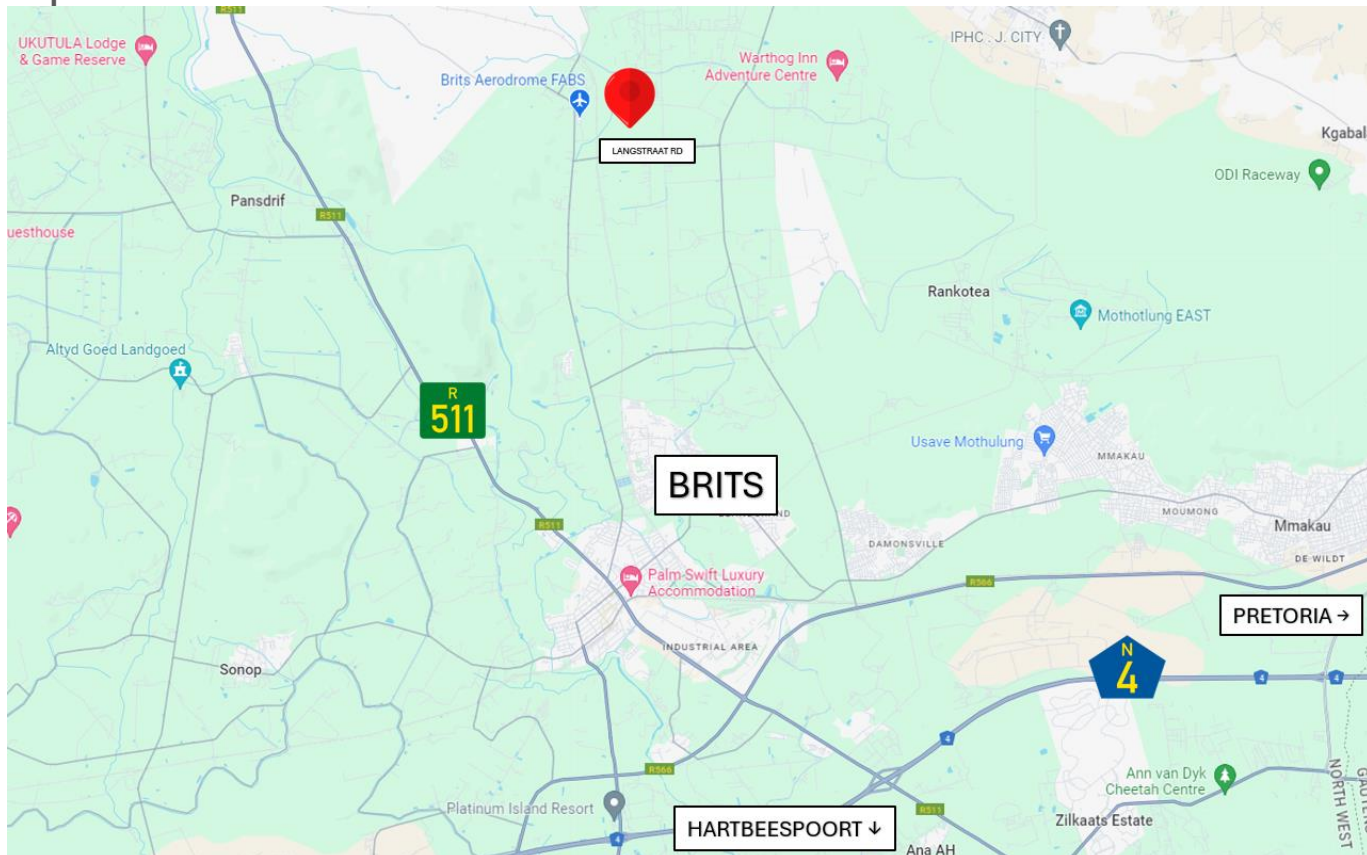 R511
UKUTULA Lodge
& Game Reserve
IPHC . J. CITY
Warthog Inn
Adventure Centre
Brits Aerodrome FABS
LANGSTRAAT RD
Kgabal
ODI Raceway
Pansdrif
R511
uesthouse
Rankotea
Mothotlung EAST
Altyd Goed Landgoed
R
511
Usave Mothulung
MMAKAU
BRITS
MOUMONG
R511
Mmakau
DAMONSVILLE
DE WILDT
Palm Swift Luxury
Accommodation
R566
PRETORIA →
INDUSTRIAL AREA
N
4
Sonop
4
4
4
R566
Ann van Dyk
Cheetah Centre
Platinum Island Resort
R511
Zilkaats Estate
HARTBEESPOORT ↓
4
Ana AH
NORTH WEST